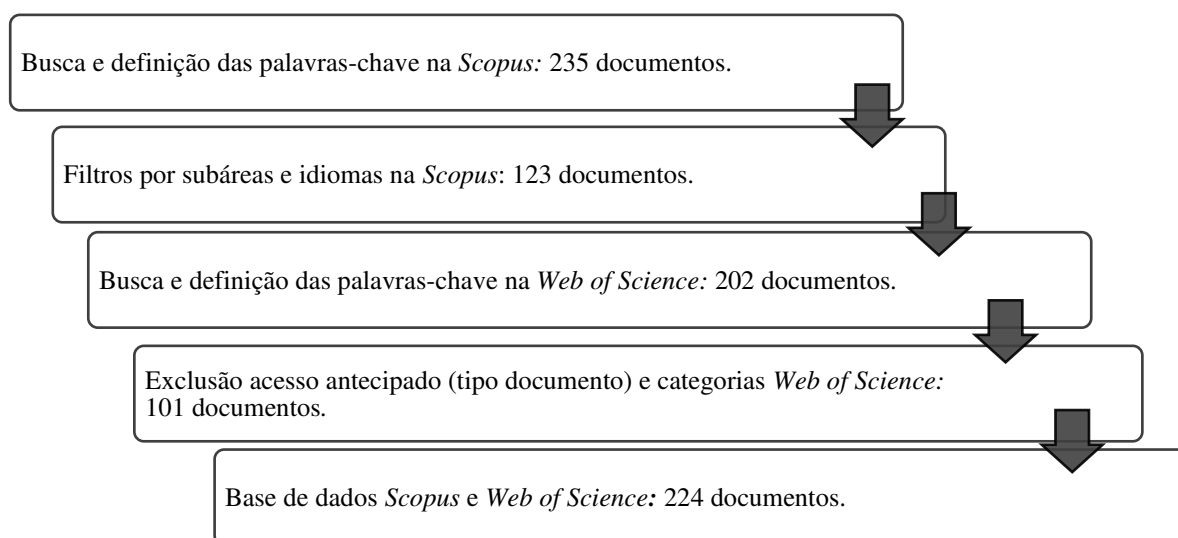 Busca e definição das palavras-chave na Scopus: 235 documentos.
Filtros por subáreas e idiomas na Scopus: 123 documentos.
Busca e definição das palavras-chave na Web of Science: 202 documentos.
Exclusão acesso antecipado (tipo documento) e categorias Web of Science:
101 documentos.
Base de dados Scopus e Web of Science: 224 documentos.